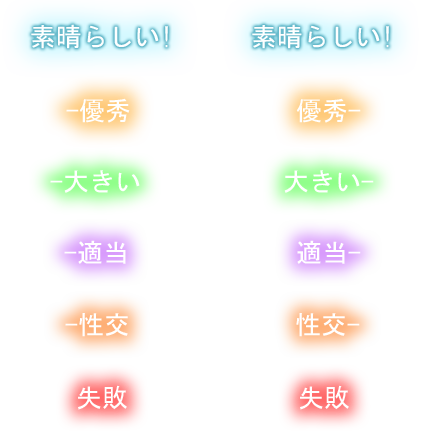 素晴らしい! 素晴らしい!
-優秀 優秀-
-大きい 大きい-
-適当 適当-
-性交 性交-
失敗 失敗